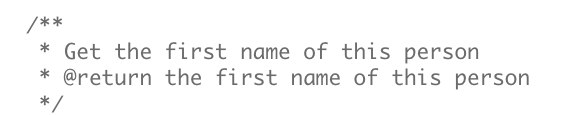 /**
 * Get the first name of this person
 * @return the first name of this person
 */